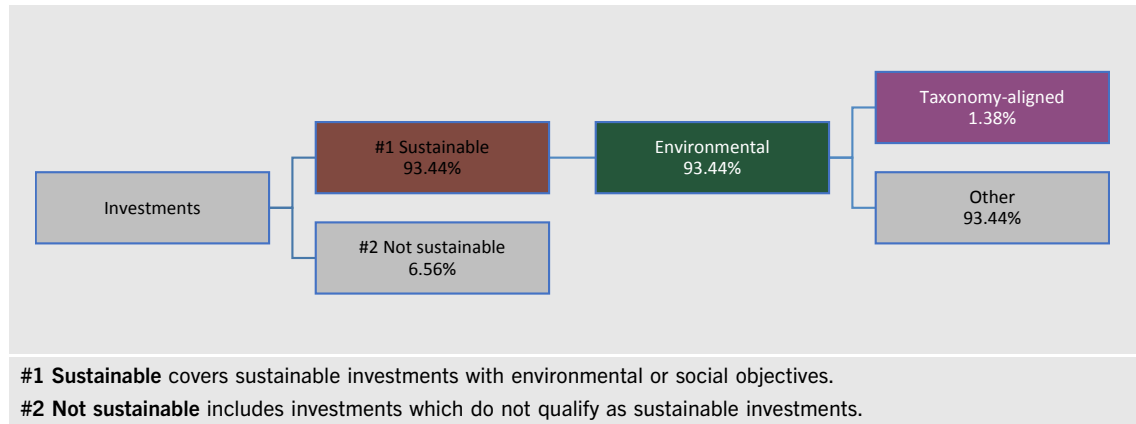 Taxonomy-aligned
1.38%
#1 Sustainable
93.44%
Environmental
93.44%
Investments
Other
93.44%
#2 Not sustainable
6.56%
#1 Sustainable covers sustainable investments with environmental or social objectives.
#2 Not sustainable includes investments which do not qualify as sustainable investments.